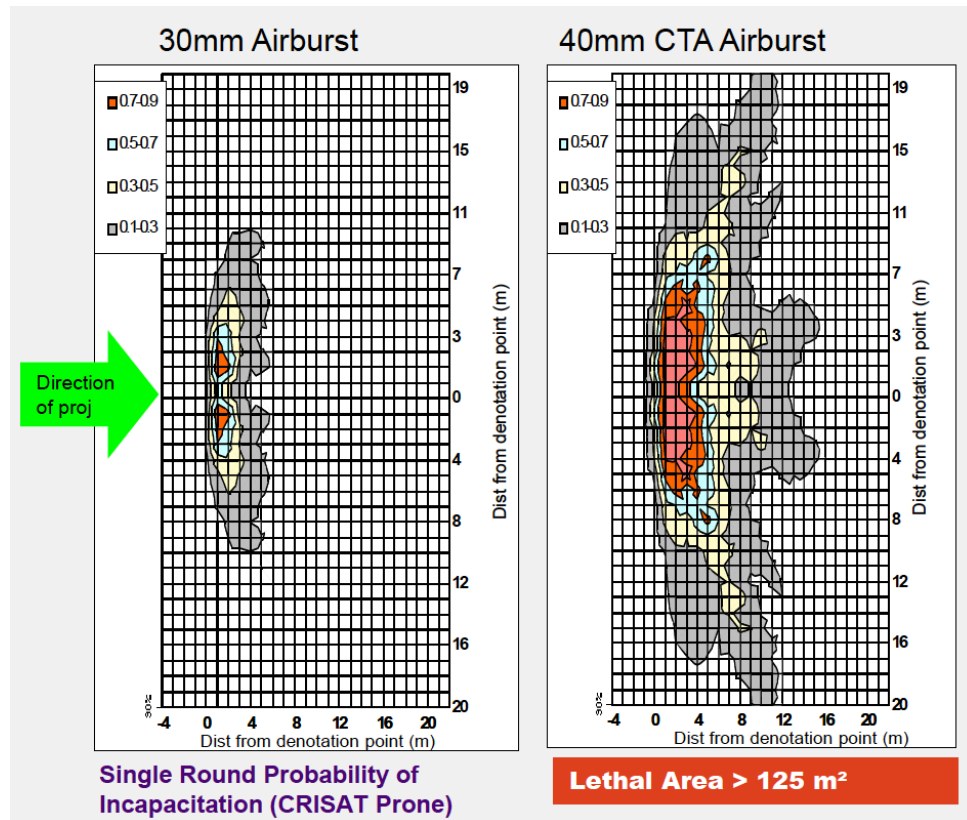 30mm Airburst
40mm CTA Airburst
0.7-0.9
0.5-0.7
0.3-0.5
0.1-0.3
19
15
11
7
3
0
4
8
12
16
20
Dist from denotation point (m)
-4 0 4 8 12 16 20
Dist from denotation point (m)
30%
0.7-0.9
0.5-0.7
0.3-0.5
0.1-0.3
19
15
11
7
3
0
4
8
12
16
20
Dist from denotation point (m)
-4 0 4 8 12 16 20
Dist from denotation point (m)
30%
Direction
of proj
Single Round Probability of
Incapacitation (CRISAT Prone)
Lethal Area > 125 m²